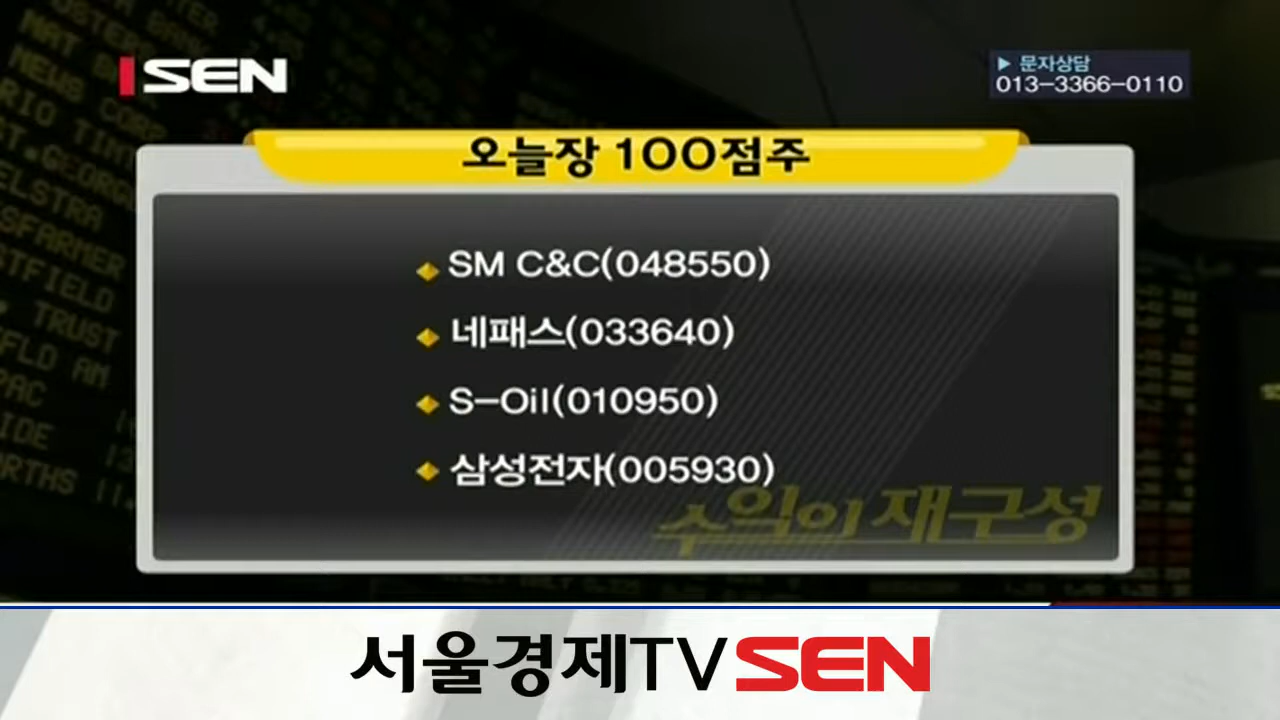 SEN
▶ 문자상담
013-3366-0110
오늘장 100점주
SM C&C(048550)
네패스(033640)
S-Oil(010950)
삼성전자(005930)
수익의 재구성
서울경제TV SEN